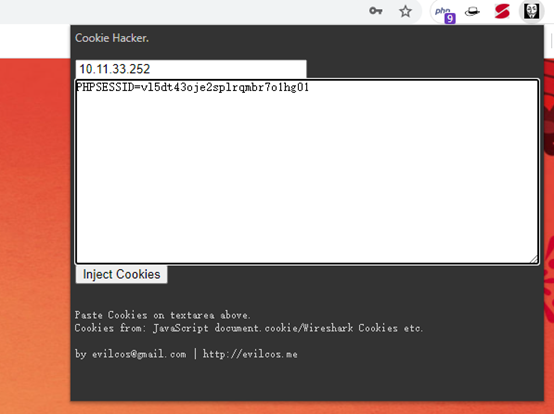 php
9
Cookie Hacker.
10.11.33.252
PHPSESSID=vl5dt43oje2splrqmbr7o1hg01
Inject Cookies
Paste Cookies on textarea above.
Cookies from: JavaScript document.cookie/Wireshark Cookies etc.
by evilcos@gmail.com | http://evilcos.me